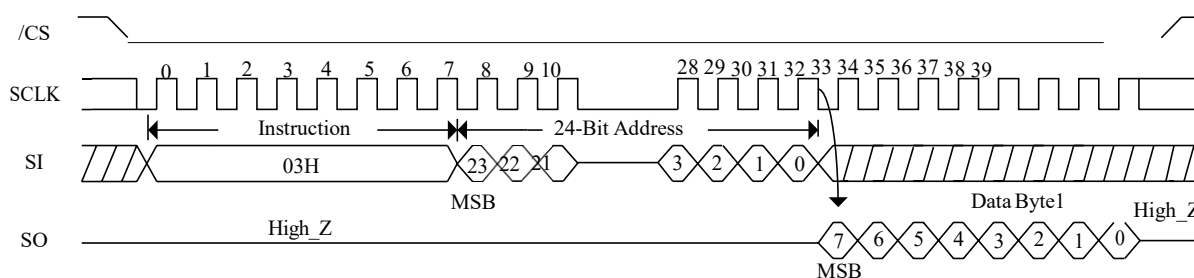 /CS
SCLK 0 1 2 3 4 5 6 7 8 9 10 28 29 30 31 32 33 34 35 36 37 38 39
Instruction 24-Bit Address
SI 03H 23 22 21 3 2 1 0
MSB Data Byte1
SO High_Z 7 6 5 4 3 2 1 0 High_Z
MSB